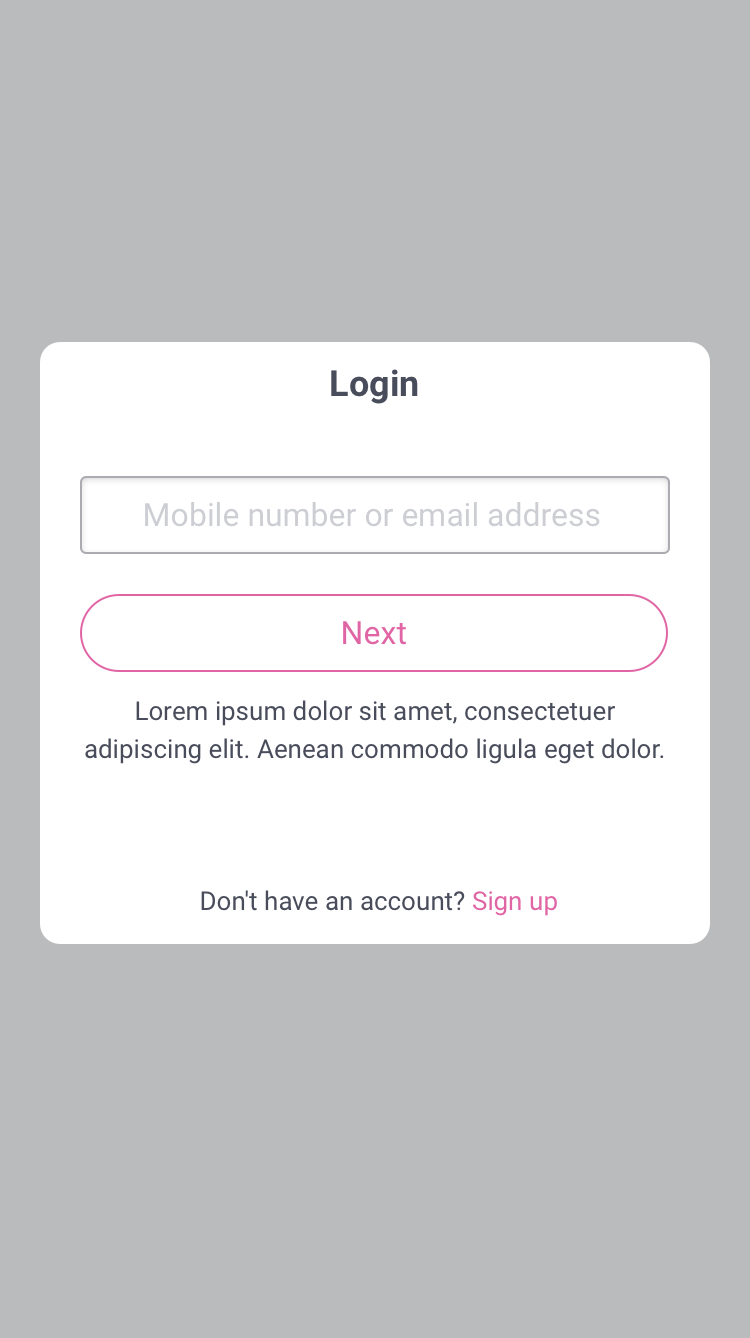 Login
Mobile number or email address
Next
Lorem ipsum dolor sit amet, consectetuer
adipiscing elit. Aenean commodo ligula eget dolor.
Don't have an account? Sign up